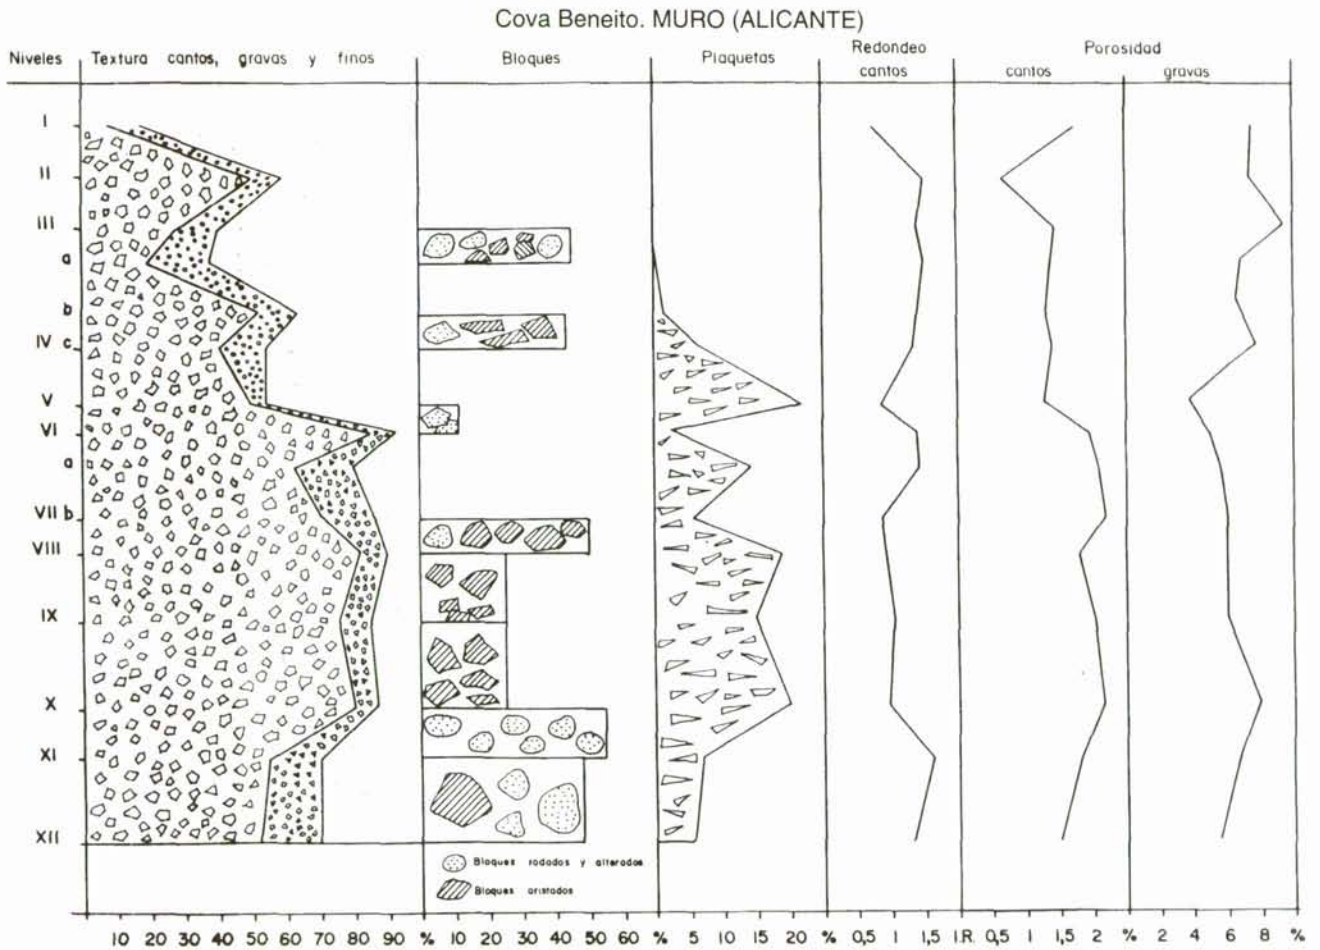 Cova Beneito. MURO (ALICANTE)
Niveles Textura cantos, gravas y finos Bloques Plaquetas Redondeo cantos Porosidad
cantos gravas
I
II
III
a
b
IV c
V
VI
a
VII b
VIII
IX
X
XI
XII
Bloques rodados y alterados
Bloques aristados
10 20 30 40 50 60 70 80 90 % 10 20 30 40 50 60 % 5 10 15 20 % 0,5 1 1,5 I.R. 0,5 1 1,5 2 % 2 4 6 8 %